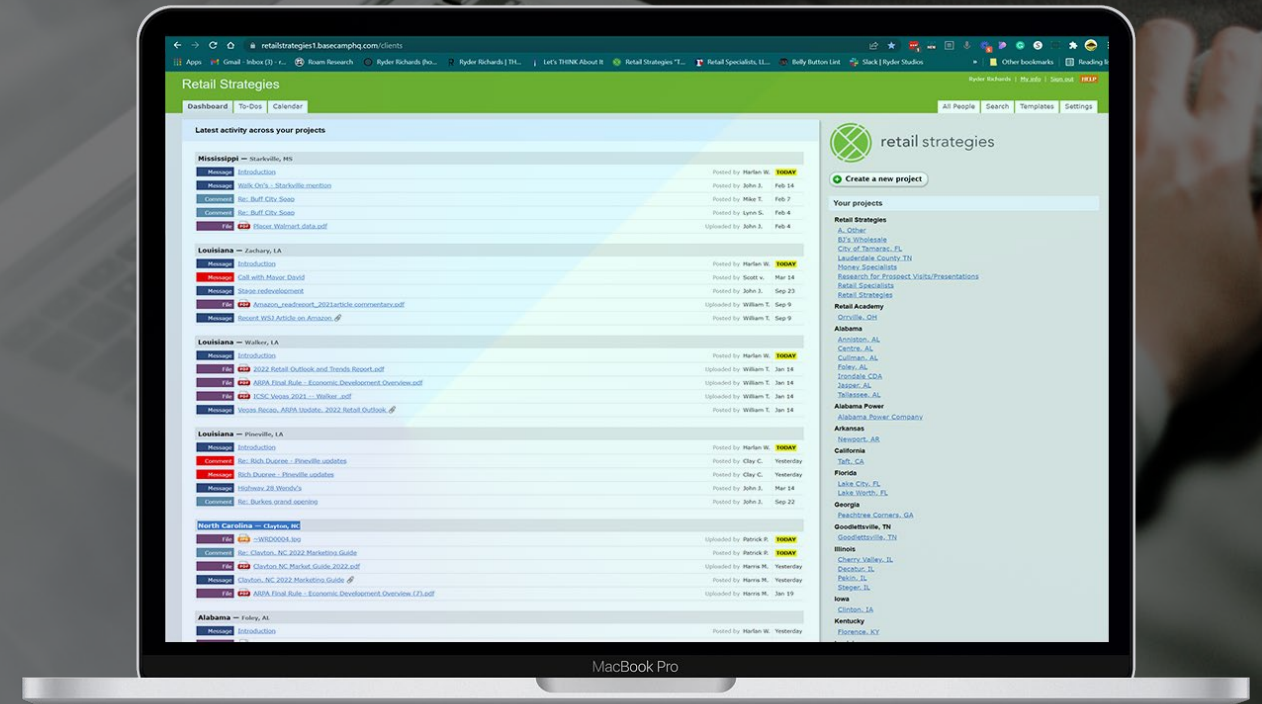 retailstrategies1.basecamphq.com/clients
Apps Gmail - Inbox (3) - r... Roam Research Ryder Richards (ho... Ryder Richards | TH... Let's THINK About It Retail Strategies "T... Retail Specialists, LL... Belly Button Lint Slack | Ryder Studios » Other bookmarks Reading li
Retail Strategies
Ryder Richards | My info | Sign out HELP
Dashboard To-Dos Calendar
All People Search Templates Settings
Latest activity across your projects
Mississippi — Starkville, MS
Message Introduction Posted by Harlan W. TODAY
Message Walk On's - Starkville mention Posted by John J. Feb 14
Comment Re: Buff City Soap Posted by Mike T. Feb 7
Comment Re: Buff City Soap Posted by Lynn S. Feb 4
File PDF Placer Walmart data.pdf Uploaded by John J. Feb 4
Louisiana — Zachary, LA
Message Introduction Posted by Harlan W. TODAY
Message Call with Mayor David Posted by Scott v. Mar 14
Message Stage redevelopment Posted by John J. Sep 23
File PDF Amazon_readreport_2021article commentary.pdf Uploaded by William T. Sep 9
Message Recent WSJ Article on Amazon Posted by William T. Sep 9
Louisiana — Walker, LA
Message Introduction Posted by Harlan W. TODAY
File PDF 2022 Retail Outlook and Trends Report.pdf Uploaded by William T. Jan 14
File PDF ARPA Final Rule - Economic Development Overview.pdf Uploaded by William T. Jan 14
File PDF ICSC Vegas 2021 -- Walker .pdf Uploaded by William T. Jan 14
Message Vegas Recap, ARPA Update, 2022 Retail Outlook Posted by William T. Jan 14
Louisiana — Pineville, LA
Message Introduction Posted by Harlan W. TODAY
Comment Re: Rich Dupree - Pineville updates Posted by Clay C. Yesterday
Message Rich Dupree - Pineville updates Posted by Clay C. Yesterday
Message Highway 28 Wendy's Posted by John J. Mar 14
Comment Re: Burkes grand opening Posted by John J. Sep 22
North Carolina — Clayton, NC
File ~WRD0004.jpg Uploaded by Patrick P. TODAY
Comment Re: Clayton, NC 2022 Marketing Guide Posted by Patrick P. TODAY
File PDF Clayton NC Market Guide 2022.pdf Uploaded by Harris M. Yesterday
Message Clayton, NC 2022 Marketing Guide Posted by Harris M. Yesterday
File PDF ARPA Final Rule - Economic Development Overview (7).pdf Uploaded by Harris M. Jan 19
Alabama — Foley, AL
Message Introduction Posted by Harlan W. Yesterday
retail strategies
Create a new project
Your projects
Retail Strategies
A. Other
BJ's Wholesale
City of Tamarac, FL
Lauderdale County TN
Money Specialists
Research for Prospect Visits/Presentations
Retail Specialists
Retail Strategies
Retail Academy
Orrville, OH
Alabama
Anniston, AL
Centre, AL
Cullman, AL
Foley, AL
Irondale CDA
Jasper, AL
Tallassee, AL
Alabama Power
Alabama Power Company
Arkansas
Newport, AR
California
Taft, CA
Florida
Lake City, FL
Lake Worth, FL
Georgia
Peachtree Corners, GA
Goodlettsville, TN
Goodlettsville, TN
Illinois
Cherry Valley, IL
Decatur, IL
Pekin, IL
Steger, IL
Iowa
Clinton, IA
Kentucky
Florence, KY
MacBook Pro